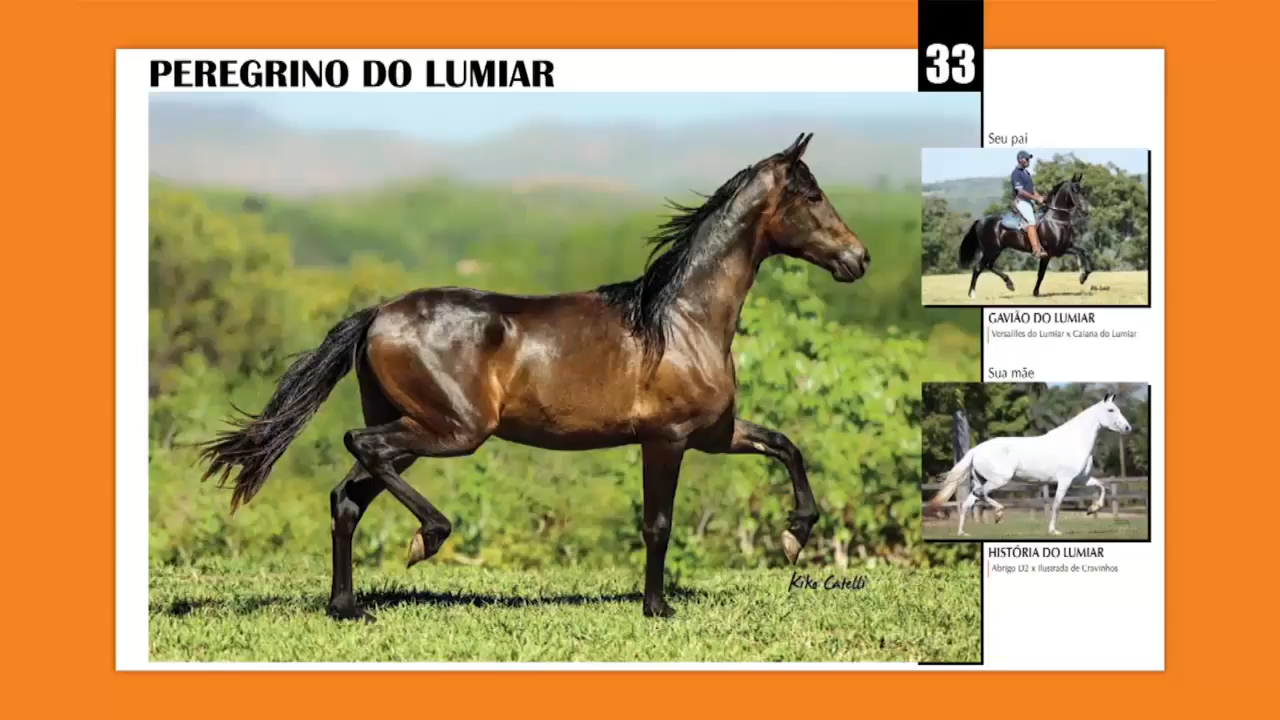 PEREGRINO DO LUMIAR
33
Seu pai
GAVIÃO DO LUMIAR
Versailles do Lumiar x Caiana do Lumiar
Sua mãe
HISTÓRIA DO LUMIAR
Abrigo D2 x Ilustrada de Cravinhos
Kiko Catelli